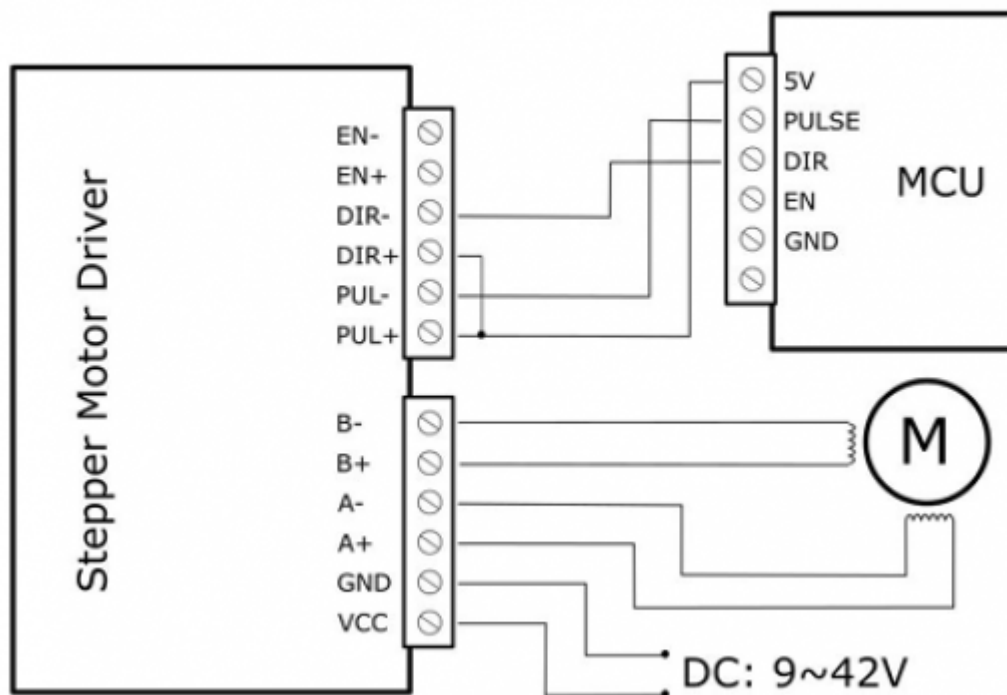 Stepper Motor Driver
EN-
EN+
DIR-
DIR+
PUL-
PUL+
B-
B+
A-
A+
GND
VCC
5V
PULSE
DIR
EN
GND
MCU
M
DC: 9~42V